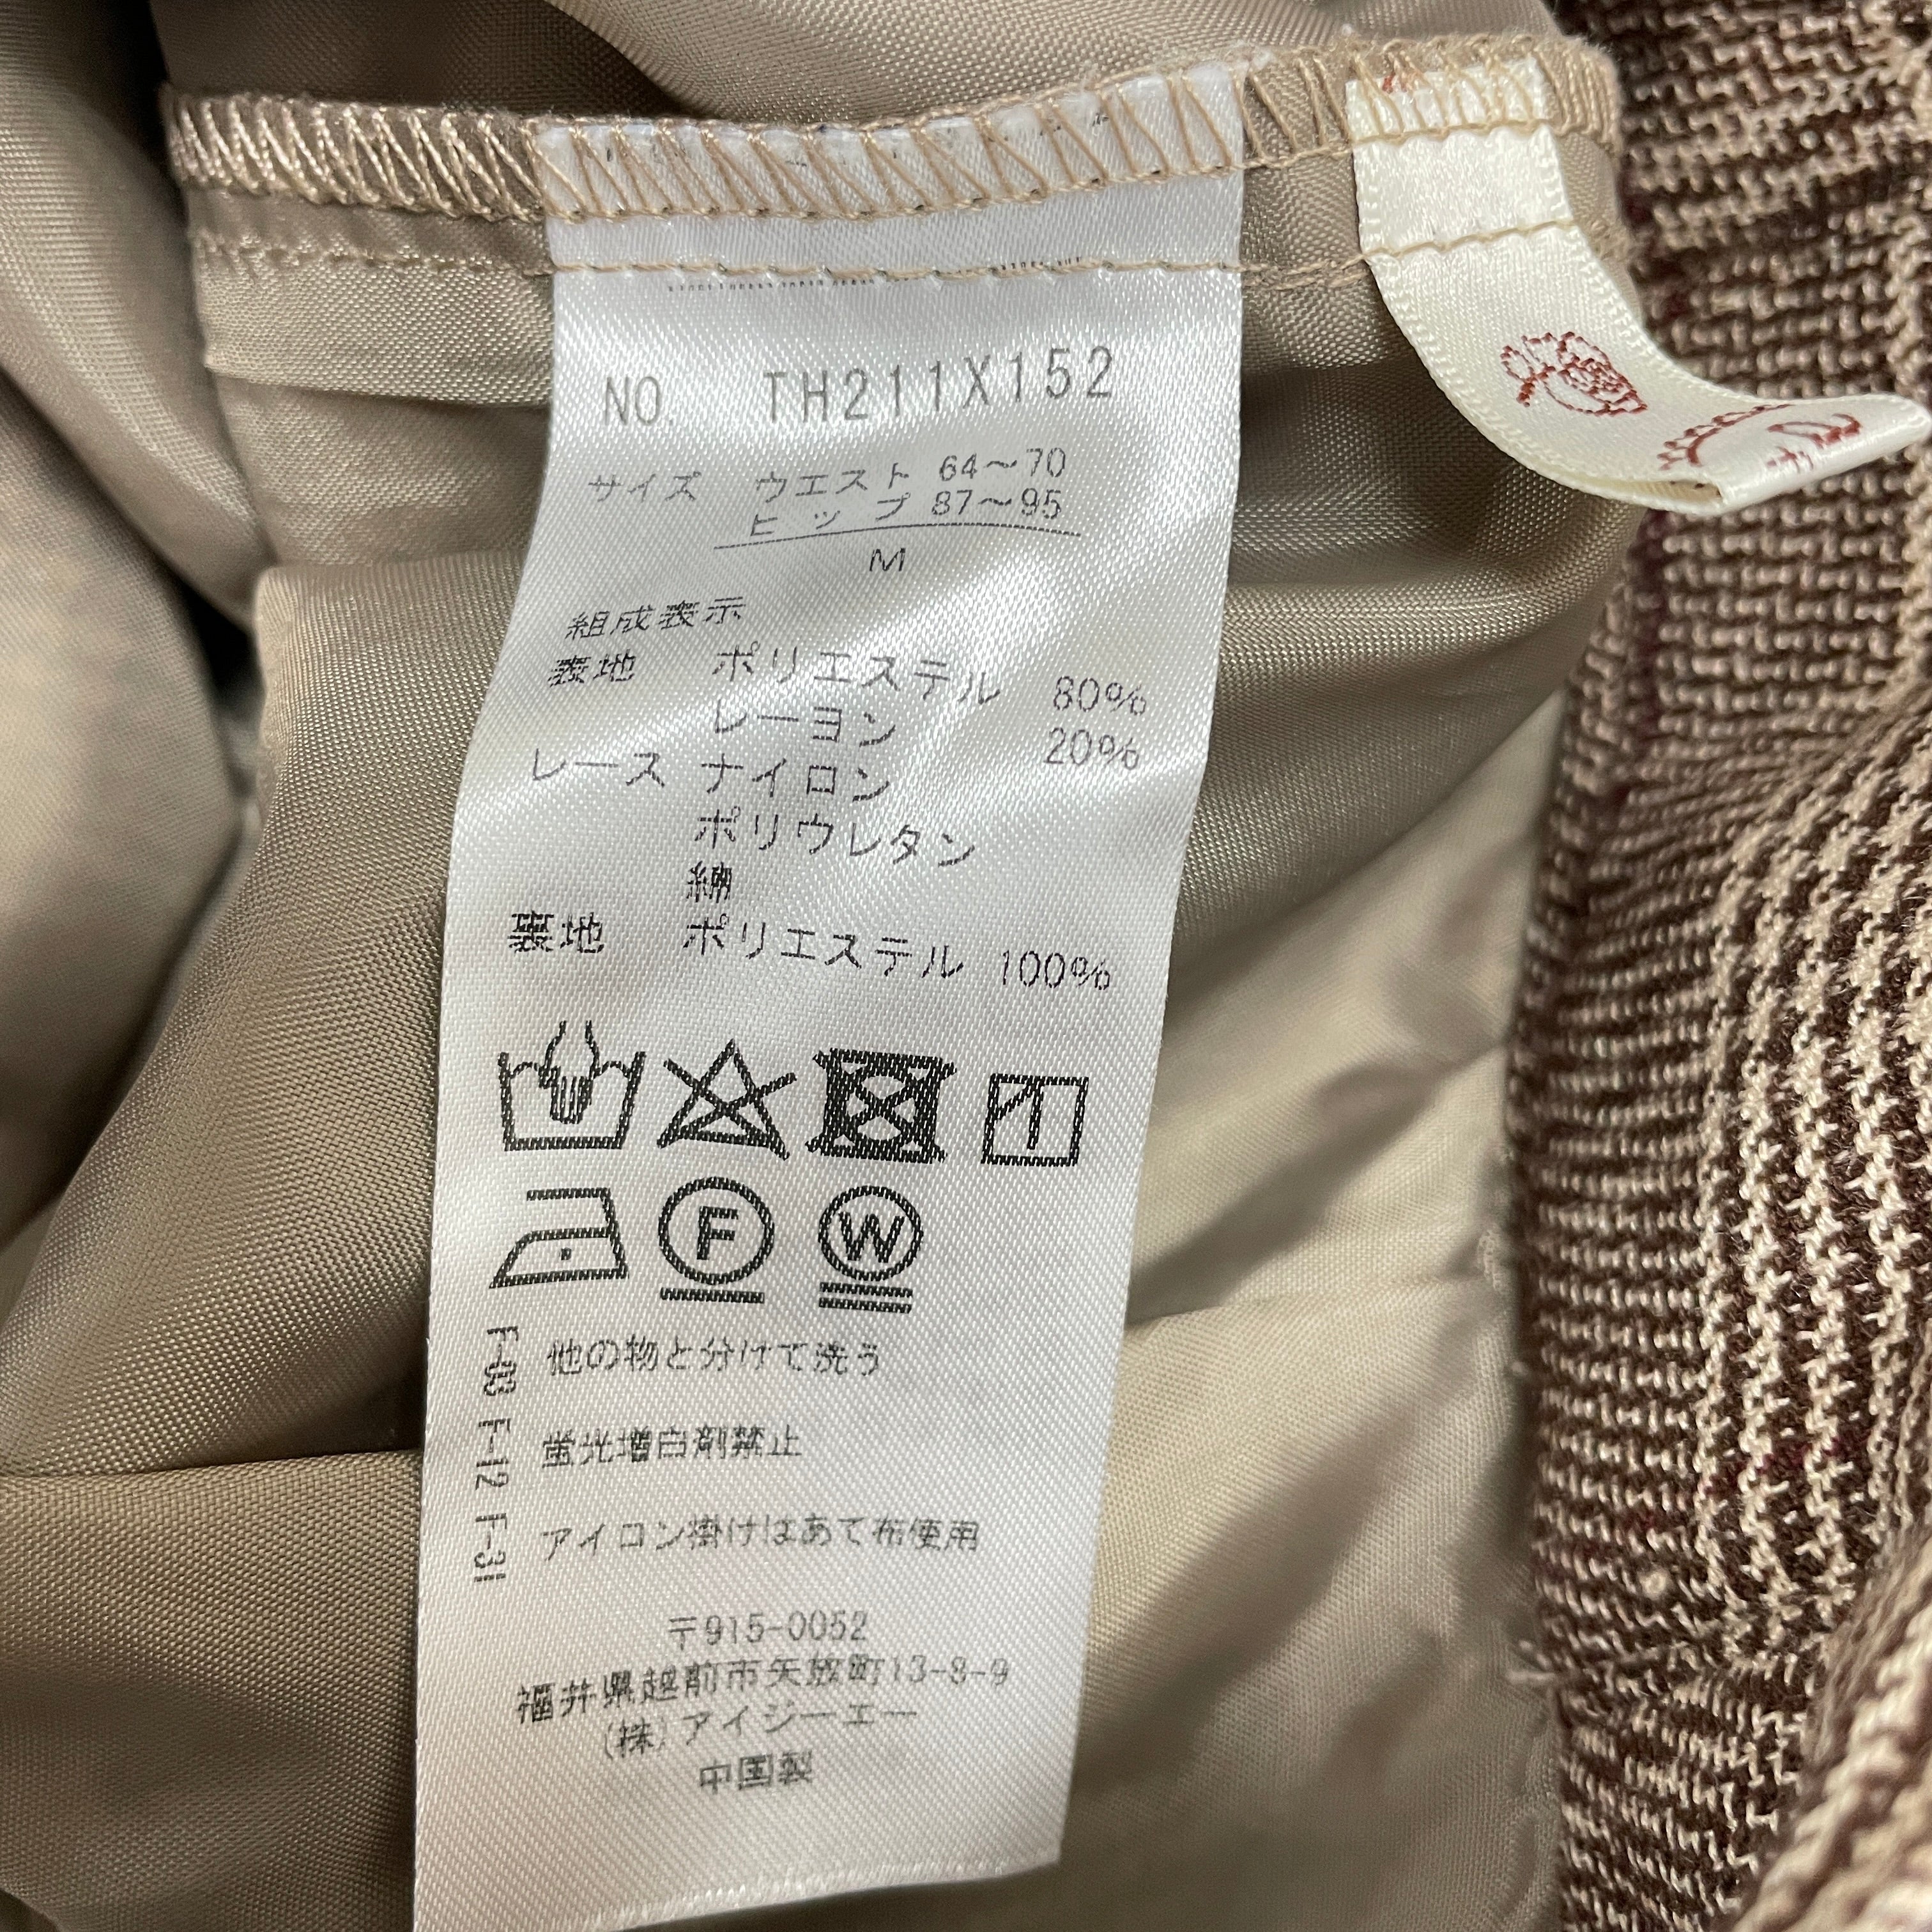 NO. TH211X152
サイズ ウエスト 64〜70
ヒップ 87〜95
M
組成表示
表地 ポリエステル 80%
レーヨン 20%
レース ナイロン
ポリウレタン
綿
裏地 ポリエステル 100%
F
W
F-03 他の物と分けて洗う
F-12 蛍光増白剤禁止
F-31 アイコン掛けはあて布使用
〒915-0052
福井県越前市矢放町13-8-9
(株)アイジーエー
中国製